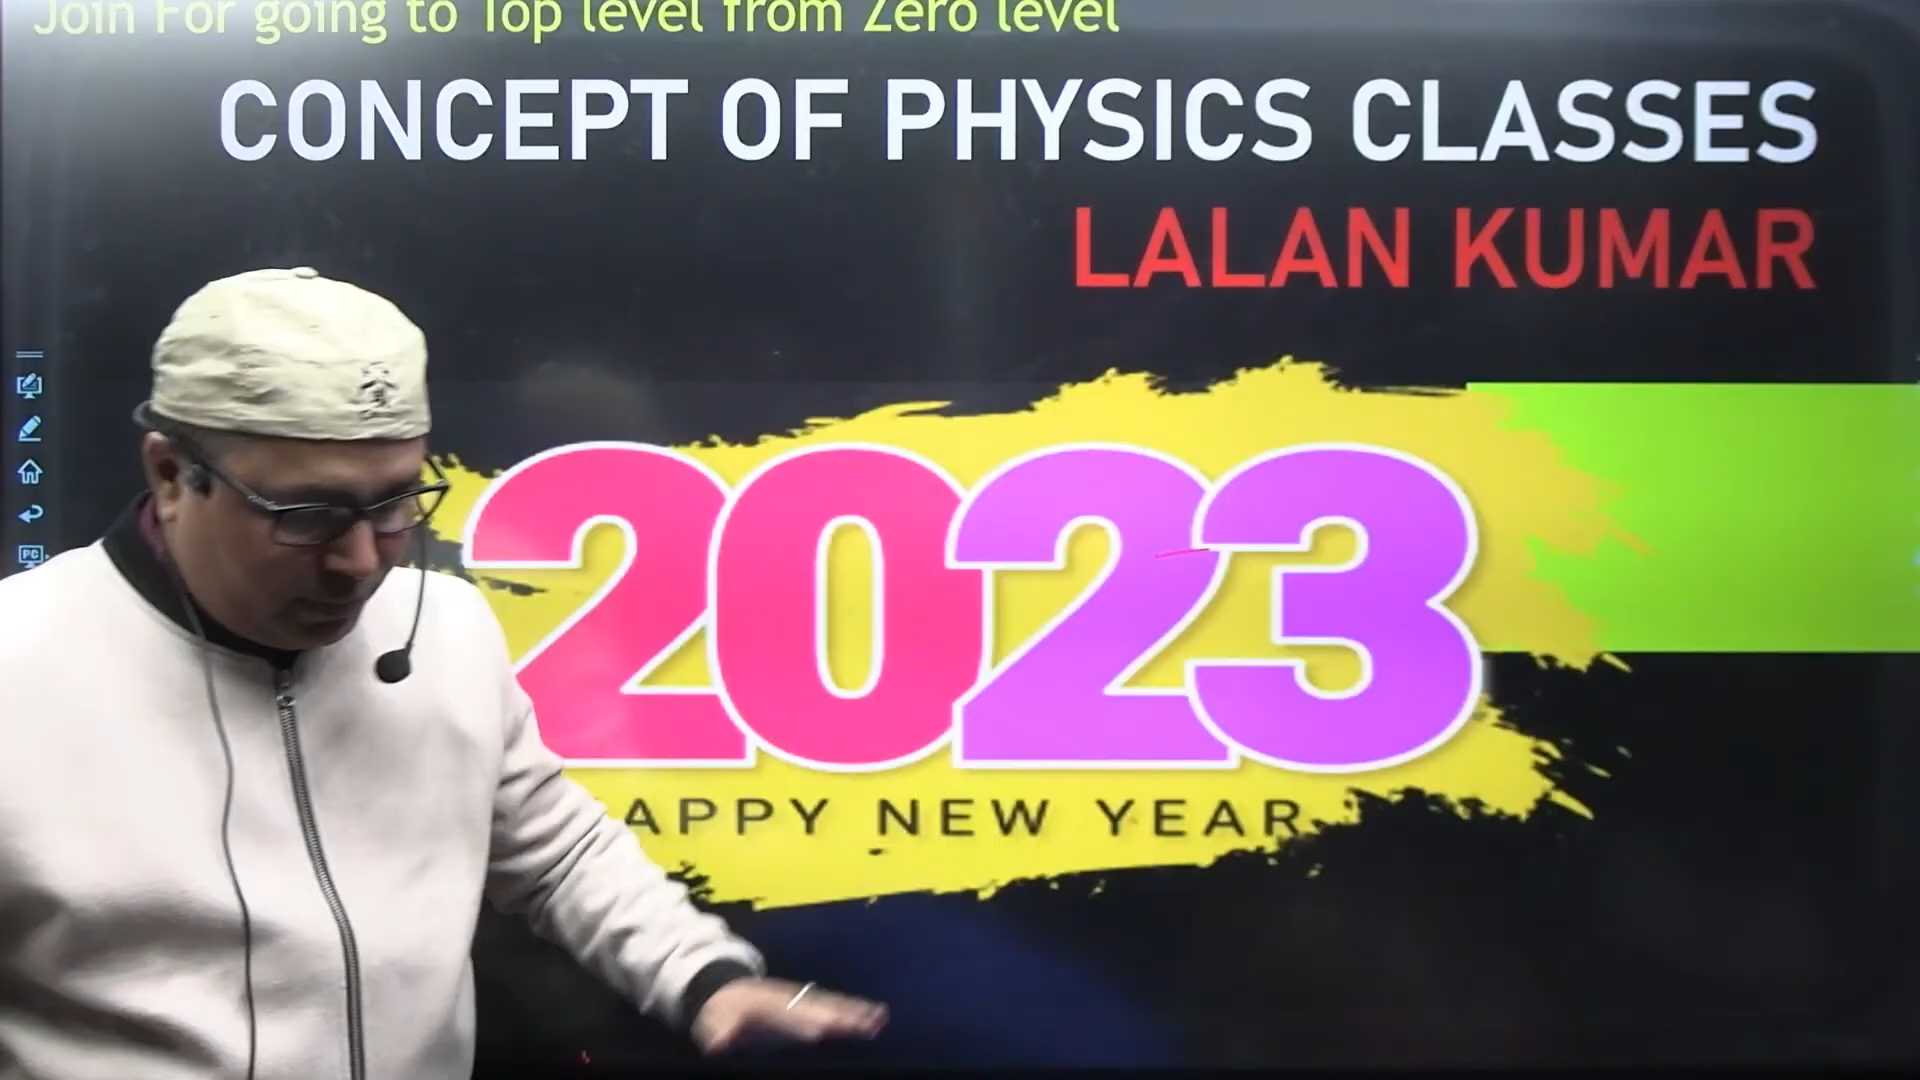 Join For going to Top level from Zero level
CONCEPT OF PHYSICS CLASSES
LALAN KUMAR
2023
APPY NEW YEAR
PC